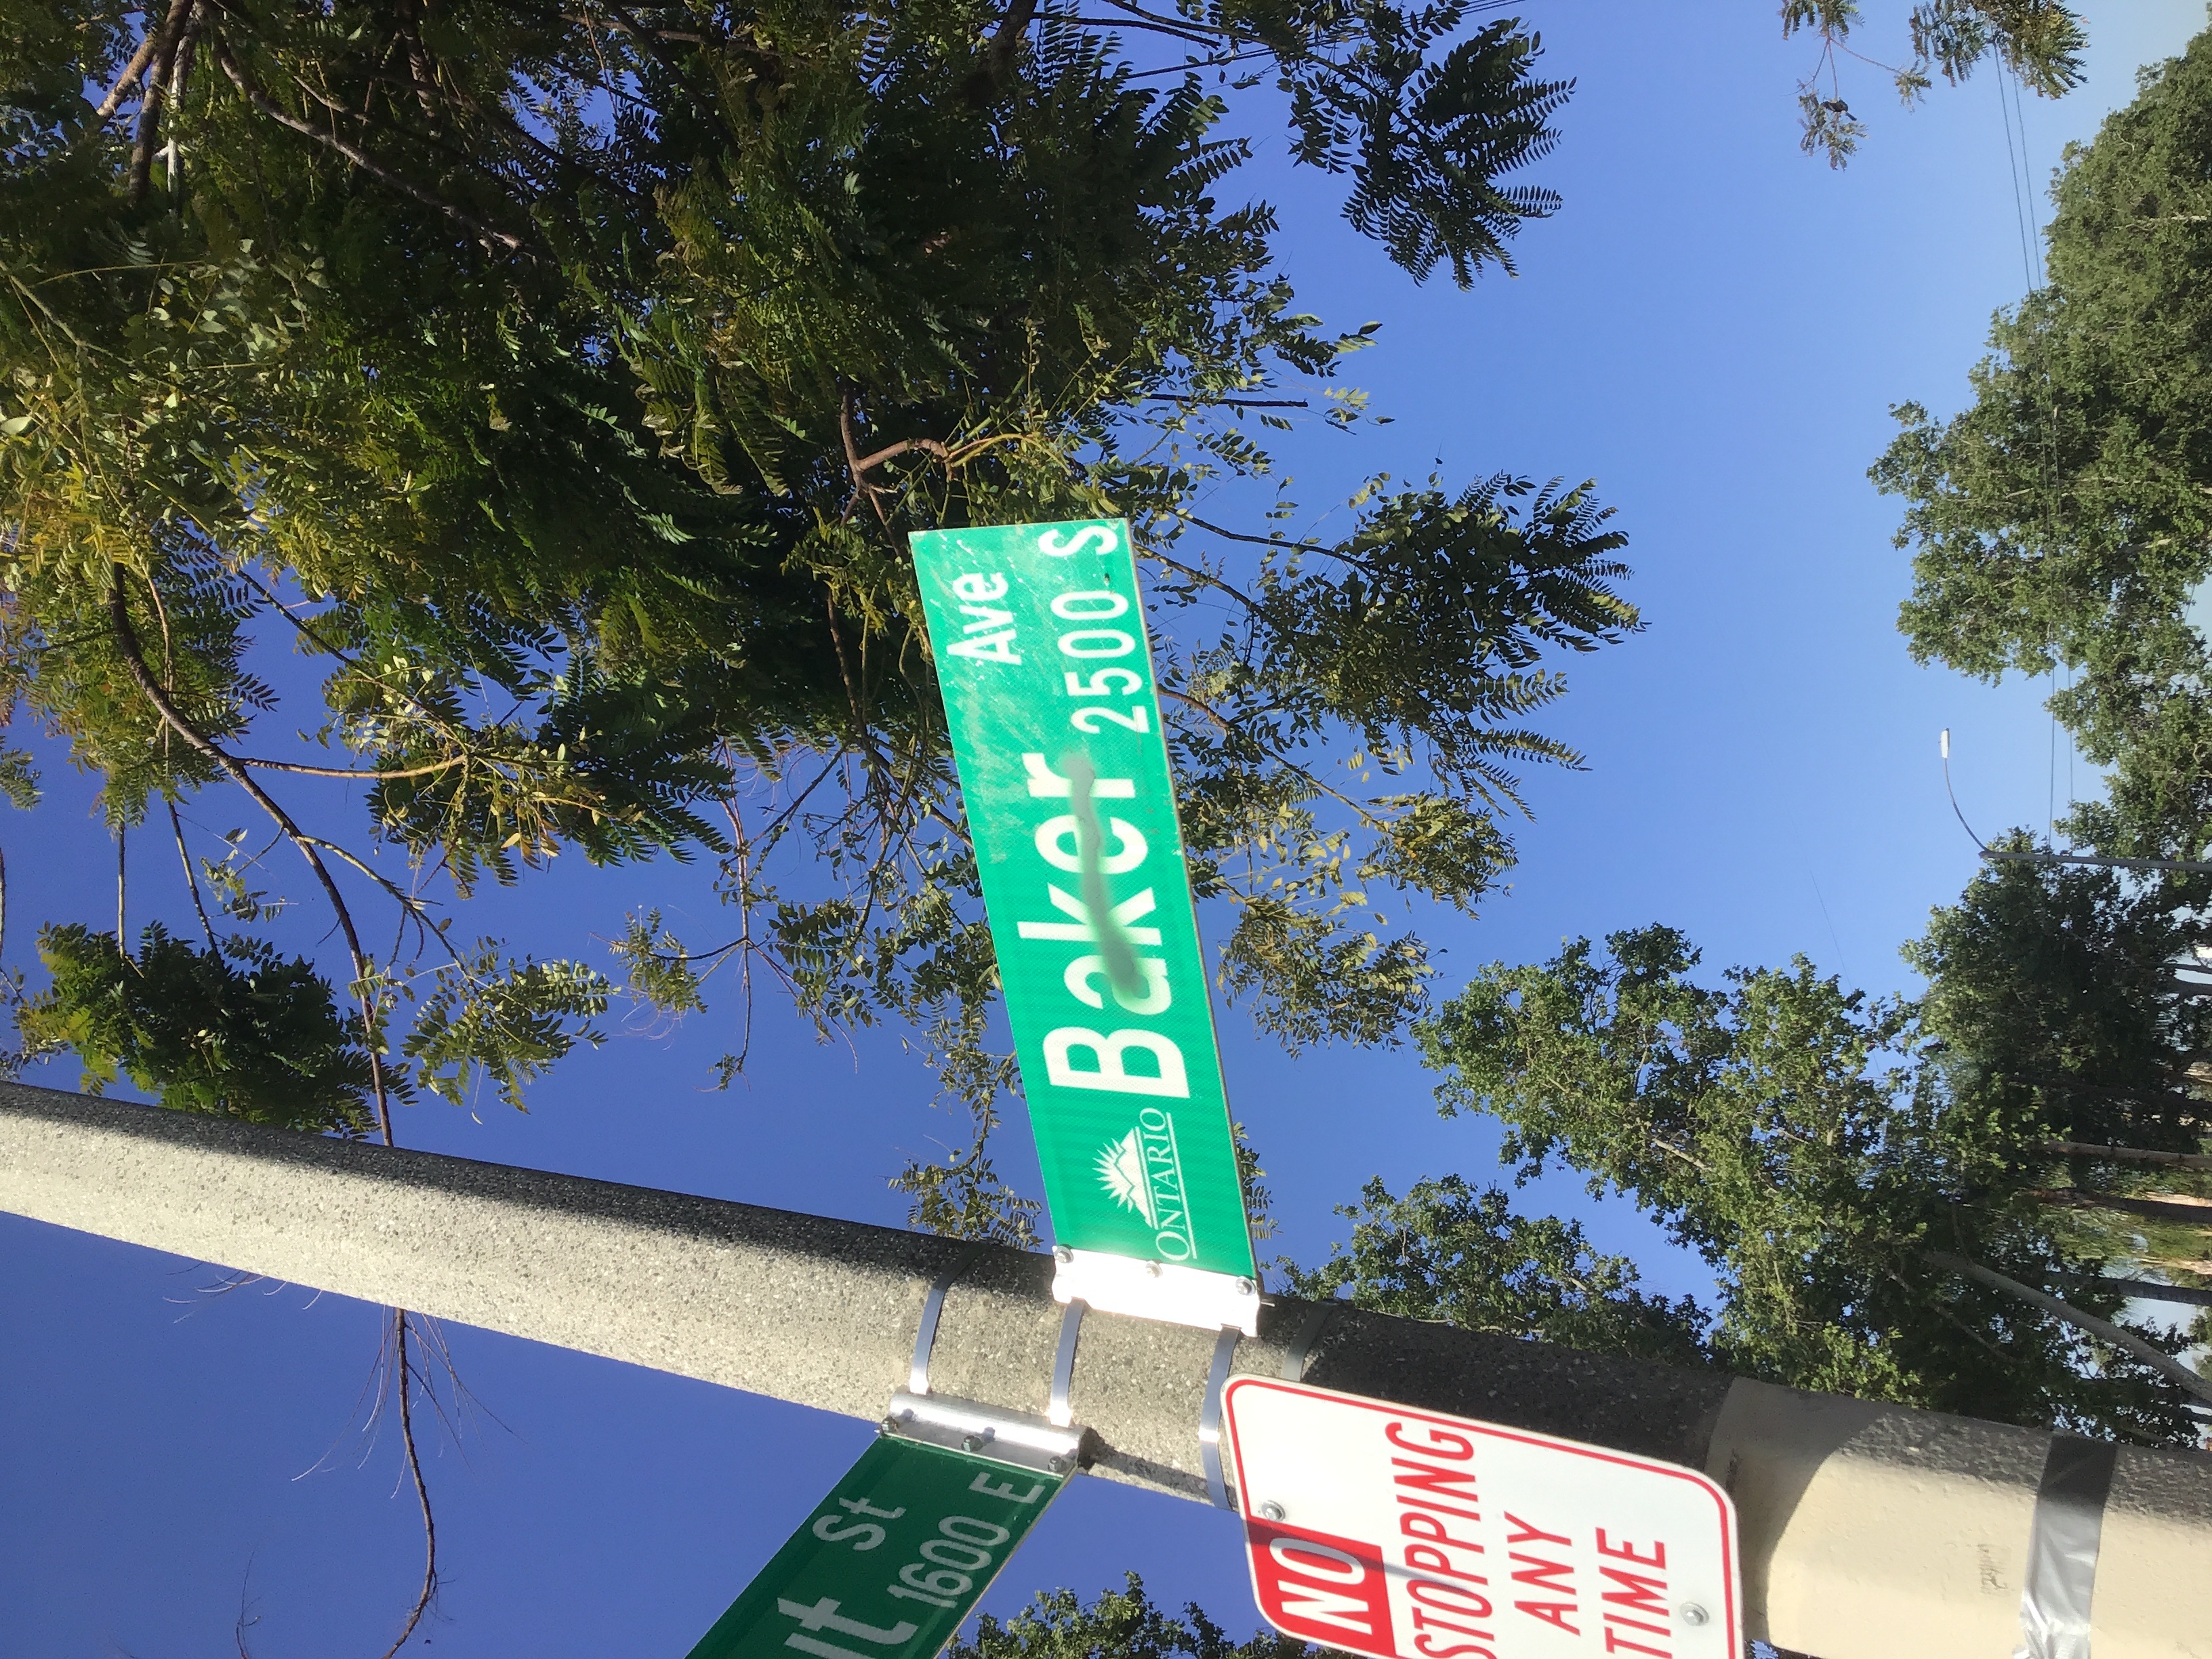 Baker Ave
2500 S
ONTARIO
St
1600 E
NO
STOPPING
ANY
TIME